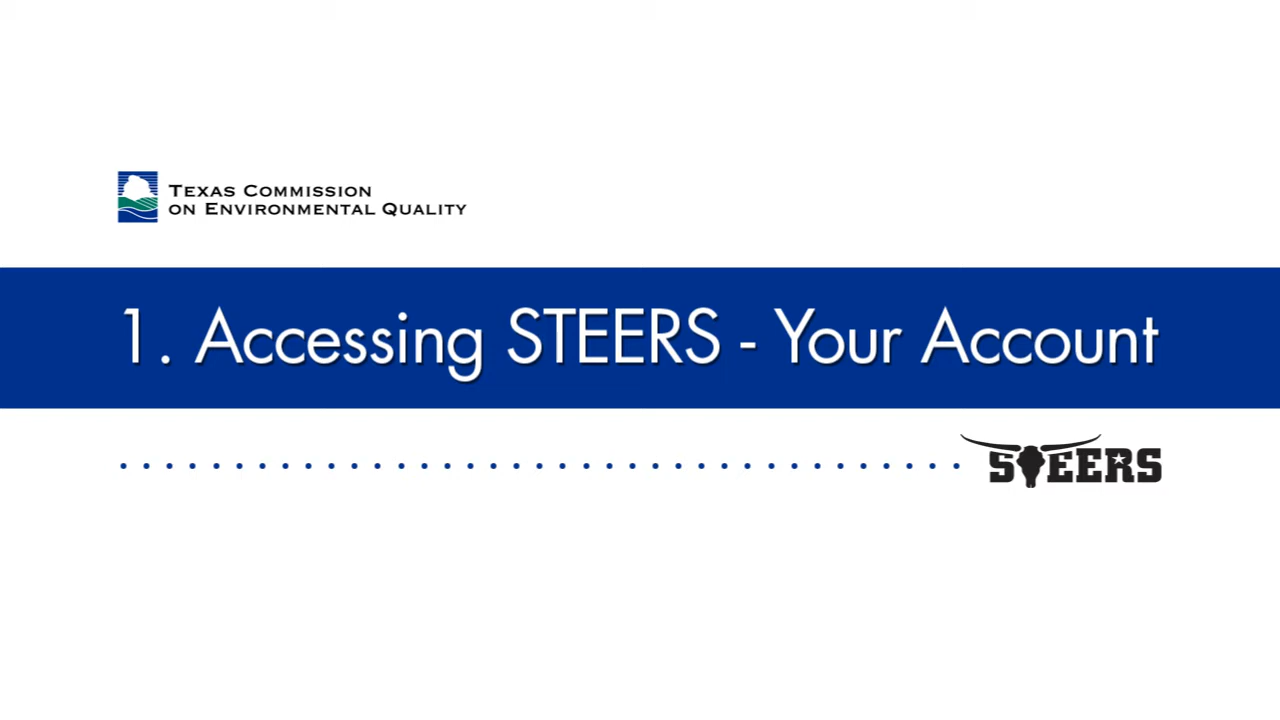 Texas Commission
on Environmental Quality
1. Accessing STEERS - Your Account
STEERS